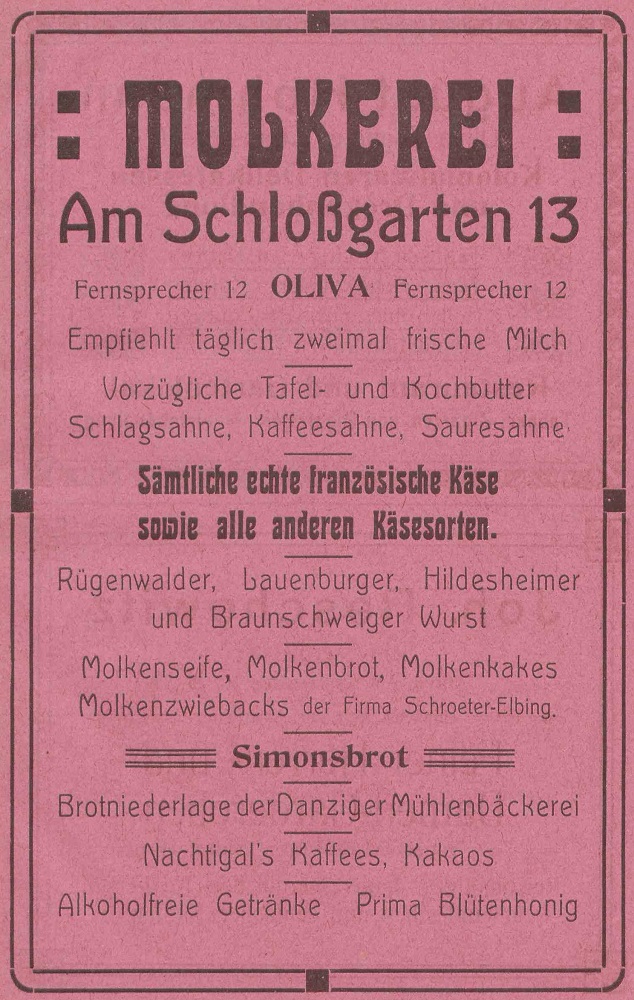 MOLKEREI
Am Schloßgarten 13
Fernsprecher 12 OLIVA Fernsprecher 12
Empfiehlt täglich zweimal frische Milch
Vorzügliche Tafel- und Kochbutter
Schlagsahne, Kaffeesahne, Sauresahne
Sämtliche echte französische Käse
sowie alle anderen Käsesorten.
Rügenwalder, Lauenburger, Hildesheimer
und Braunschweiger Wurst
Molkenseife, Molkenbrot, Molkenkakes
Molkenzwiebacks der Firma Schroeter-Elbing.
Simonsbrot
Brotniederlage der Danziger Mühlenbäckerei
Nachtigal's Kaffees, Kakaos
Alkoholfreie Getränke Prima Blütenhonig